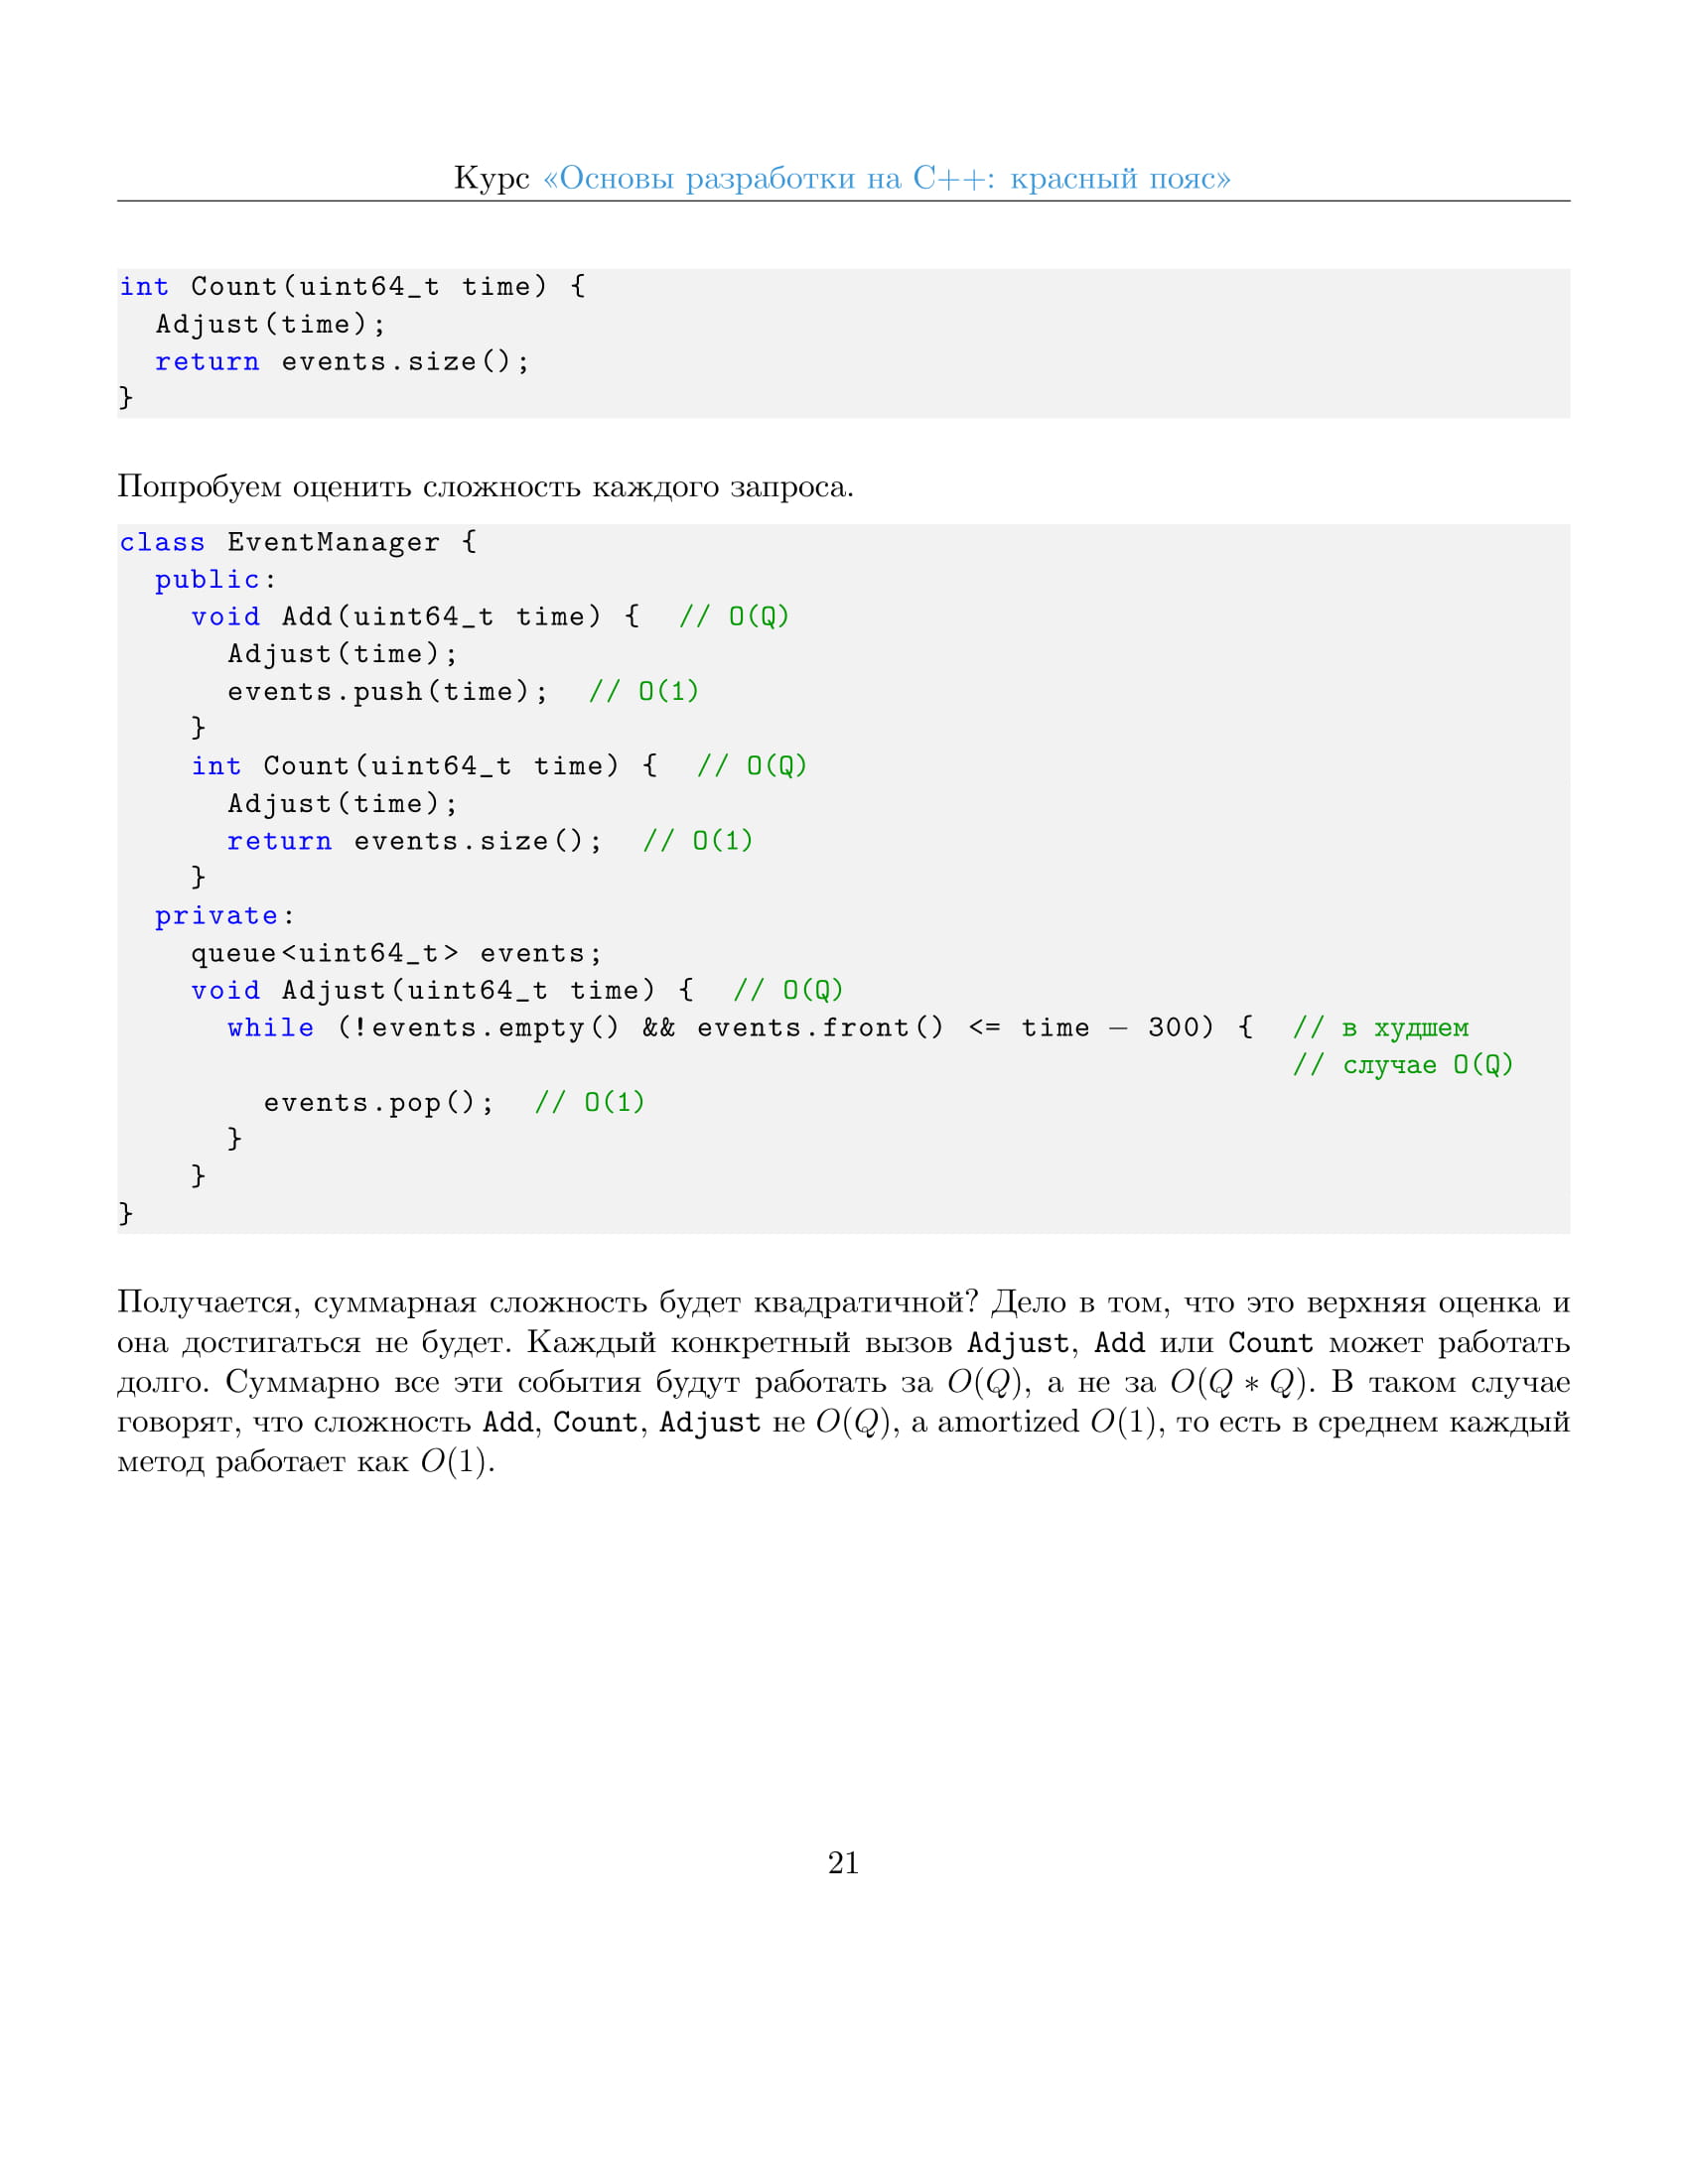 Курс «Основы разработки на C++: красный пояс»
int Count(uint64_t time) {
  Adjust(time);
  return events.size();
}
Попробуем оценить сложность каждого запроса.
class EventManager {
  public:
    void Add(uint64_t time) {  // O(Q)
      Adjust(time);
      events.push(time);  // O(1)
    }
    int Count(uint64_t time) {  // O(Q)
      Adjust(time);
      return events.size();  // O(1)
    }
  private:
    queue<uint64_t> events;
    void Adjust(uint64_t time) {  // O(Q)
      while (!events.empty() && events.front() <= time − 300) {  // в худшем
                                                                 // случае O(Q)
        events.pop();  // O(1)
      }
    }
}
Получается, суммарная сложность будет квадратичной? Дело в том, что это верхняя оценка и
она достигаться не будет. Каждый конкретный вызов Adjust, Add или Count может работать
долго. Суммарно все эти события будут работать за O(Q), а не за O(Q ∗ Q). В таком случае
говорят, что сложность Add, Count, Adjust не O(Q), а amortized O(1), то есть в среднем каждый
метод работает как O(1).
21